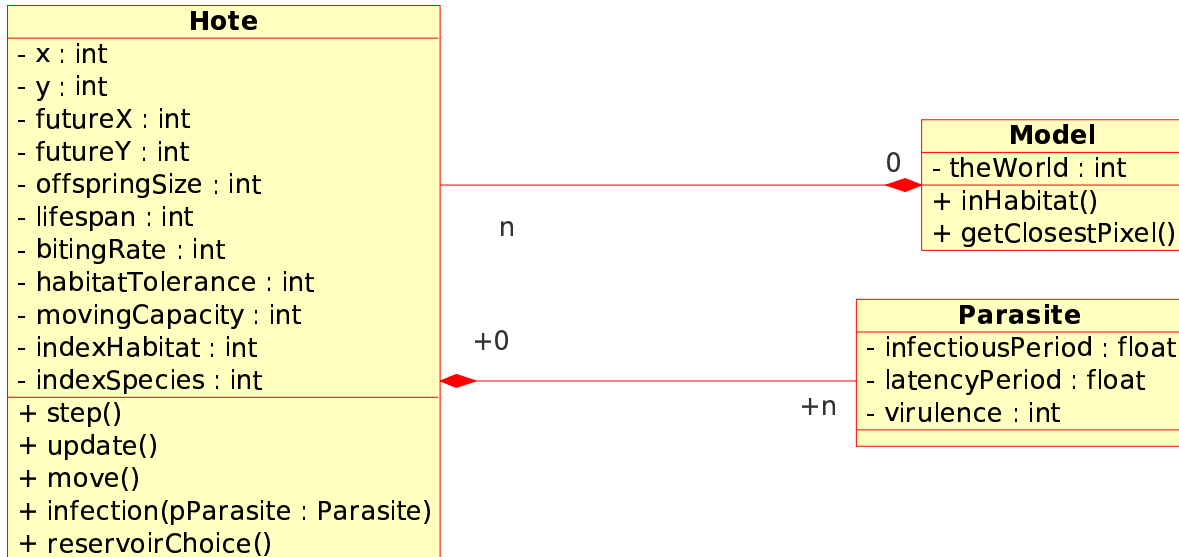 Hote
- x : int
- y : int
- futureX : int
- futureY : int
- offspringSize : int
- lifespan : int
- bitingRate : int
- habitatTolerance : int
- movingCapacity : int
- indexHabitat : int
- indexSpecies : int
+ step()
+ update()
+ move()
+ infection(pParasite : Parasite)
+ reservoirChoice()
0
n
+0
+n
Model
- theWorld : int
+ inHabitat()
+ getClosestPixel()
Parasite
- infectiousPeriod : float
- latencyPeriod : float
- virulence : int